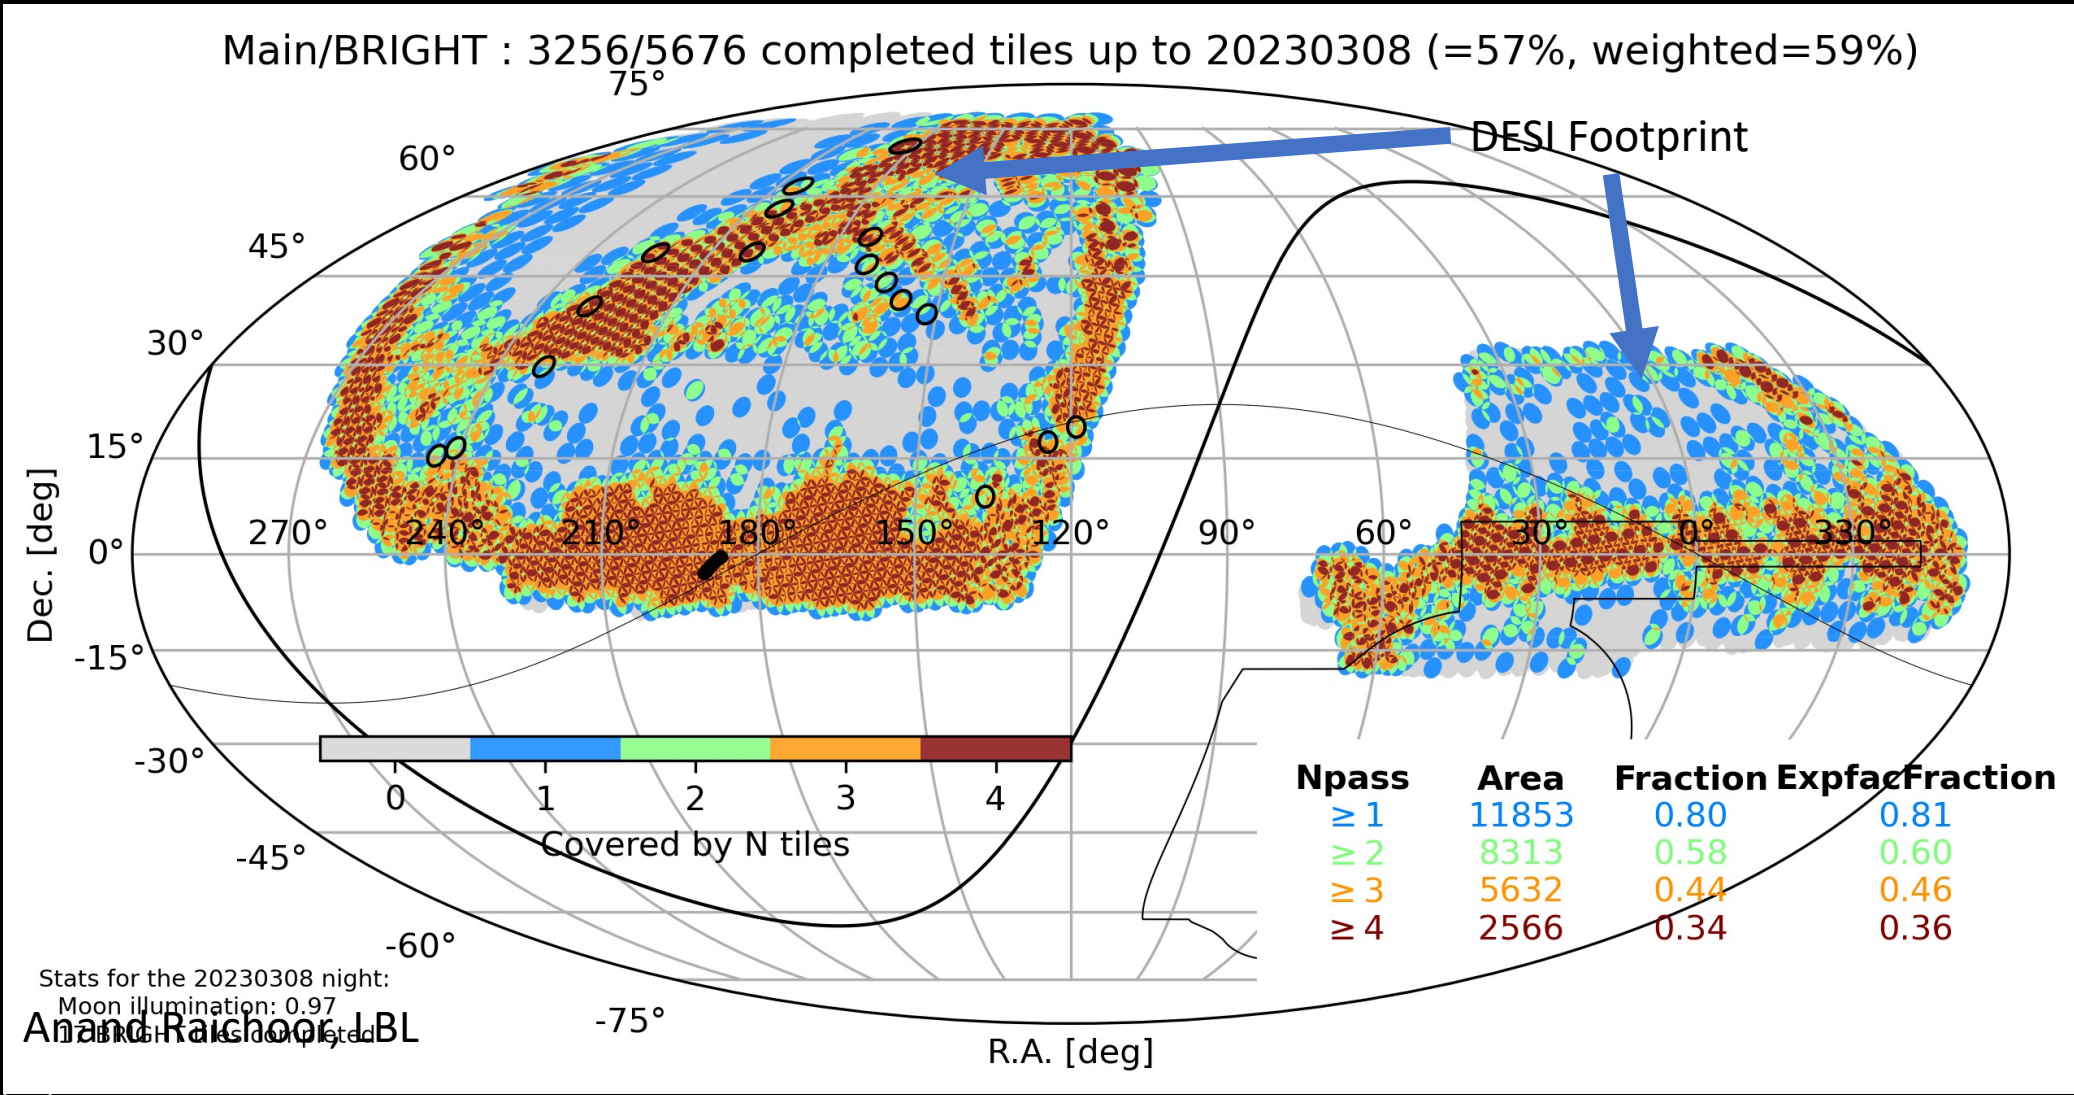 Main/BRIGHT : 3256/5676 completed tiles up to 20230308 (=57%, weighted=59%)
75°
DESI Footprint
60°
45°
30°
15°
270° 240° 210° 180° 150° 120° 90° 60° 30° 0° 330°
0°
Dec. [deg]
-15°
-30°
0 1 2 3 4
Covered by N tiles
Npass Area Fraction ExpfacFraction
≥ 1 11853 0.80 0.81
≥ 2 8313 0.58 0.60
≥ 3 5632 0.44 0.46
≥ 4 2566 0.34 0.36
-45°
-60°
-75°
Stats for the 20230308 night:
Moon illumination: 0.97
17 BRIGHT tiles completed
Anand Raichoor, LBL
R.A. [deg]